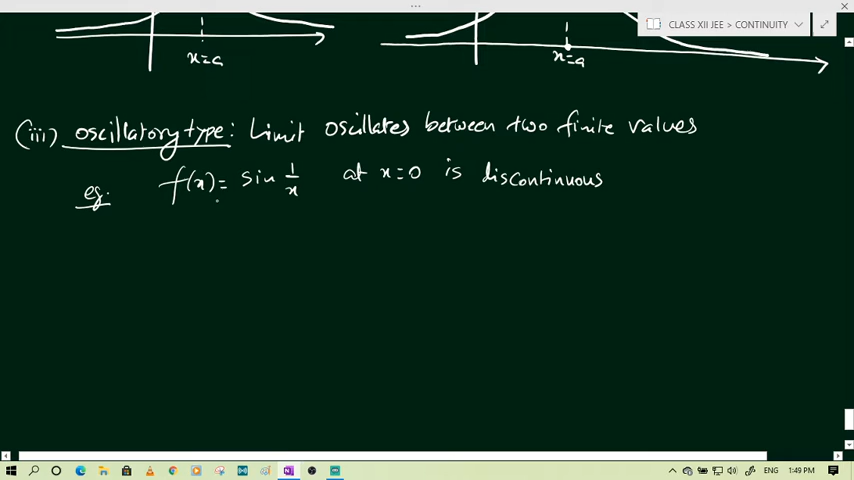 CLASS XII JEE > CONTINUITY
x=a
x=a
(iii) oscillatory type: Limit oscillates between two finite values
eg. f(x)= sin 1/x at x=0 is discontinuous
ENG 1:49 PM